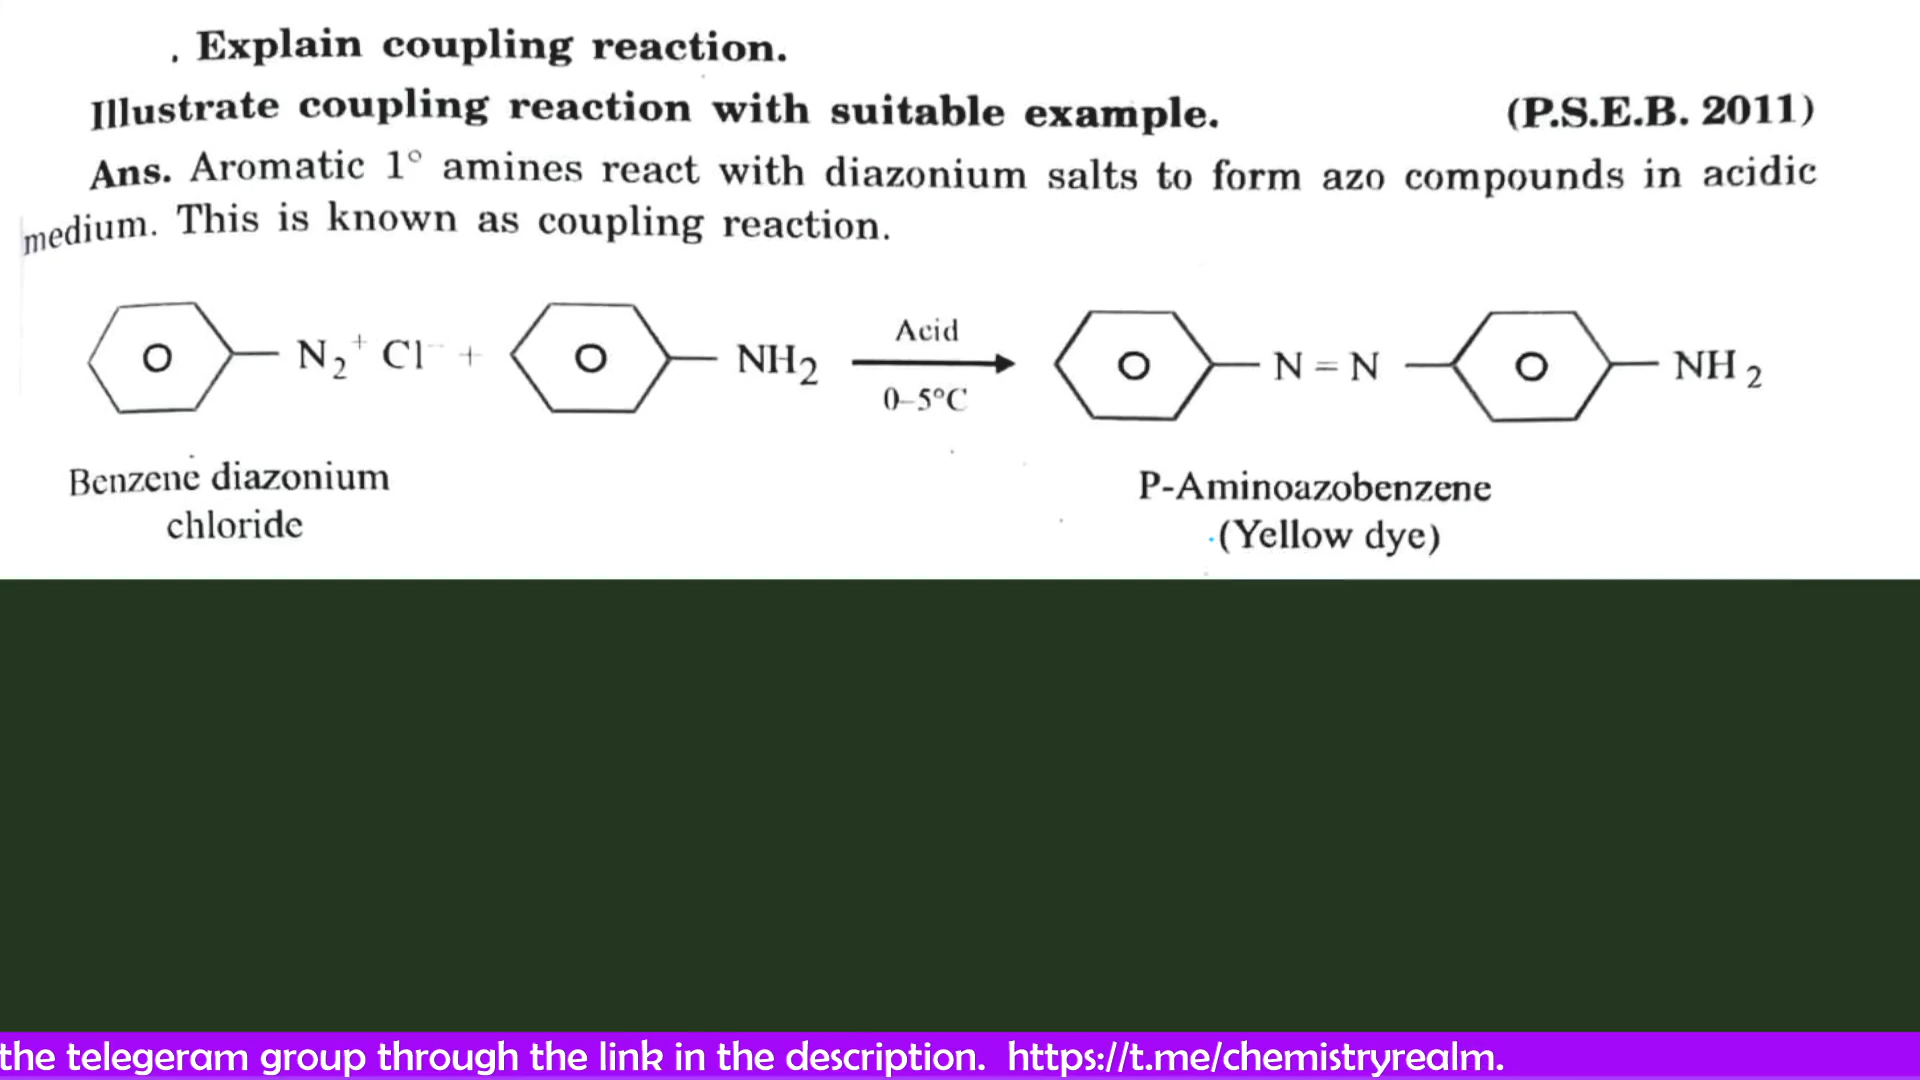 . Explain coupling reaction.
Illustrate coupling reaction with suitable example. (P.S.E.B. 2011)
Ans. Aromatic 1° amines react with diazonium salts to form azo compounds in acidic
medium. This is known as coupling reaction.
N₂⁺ Cl⁻ + NH₂ Acid 0–5°C N = N NH₂
Benzene diazonium
chloride
P-Aminoazobenzene
(Yellow dye)
the telegeram group through the link in the description. https://t.me/chemistryrealm.